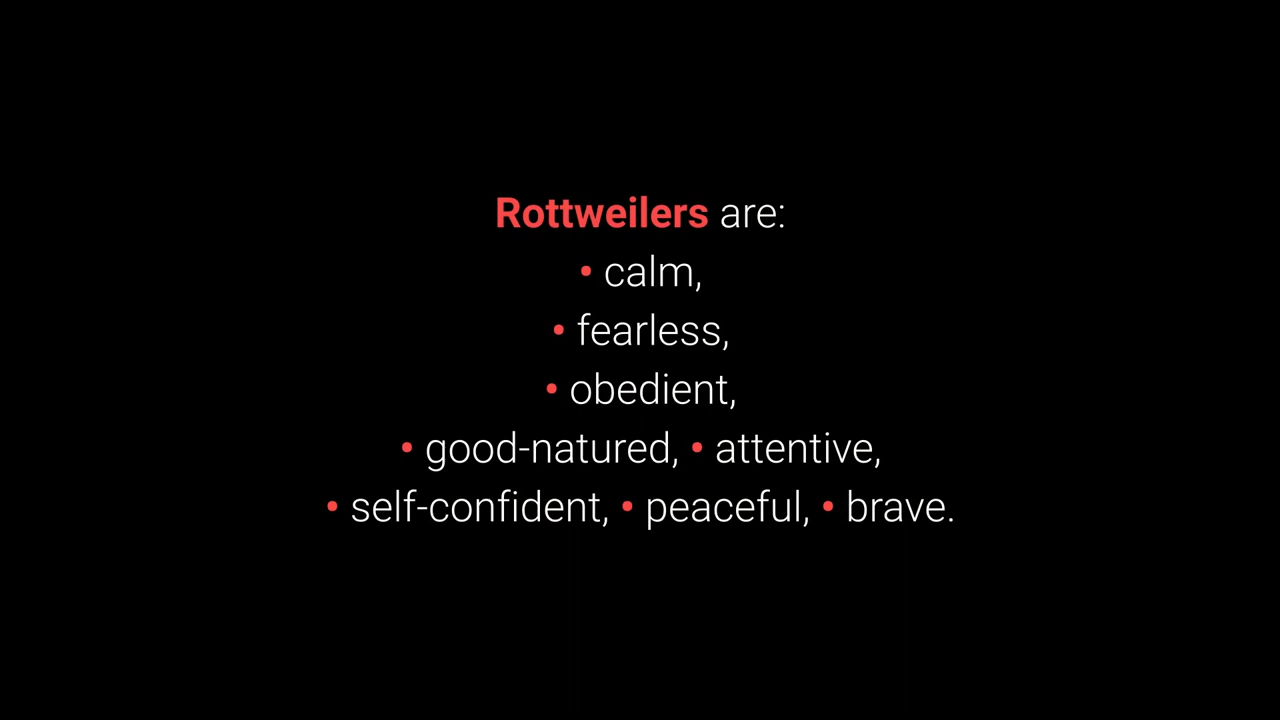 Rottweilers are:
• calm,
• fearless,
• obedient,
• good-natured, • attentive,
• self-confident, • peaceful, • brave.